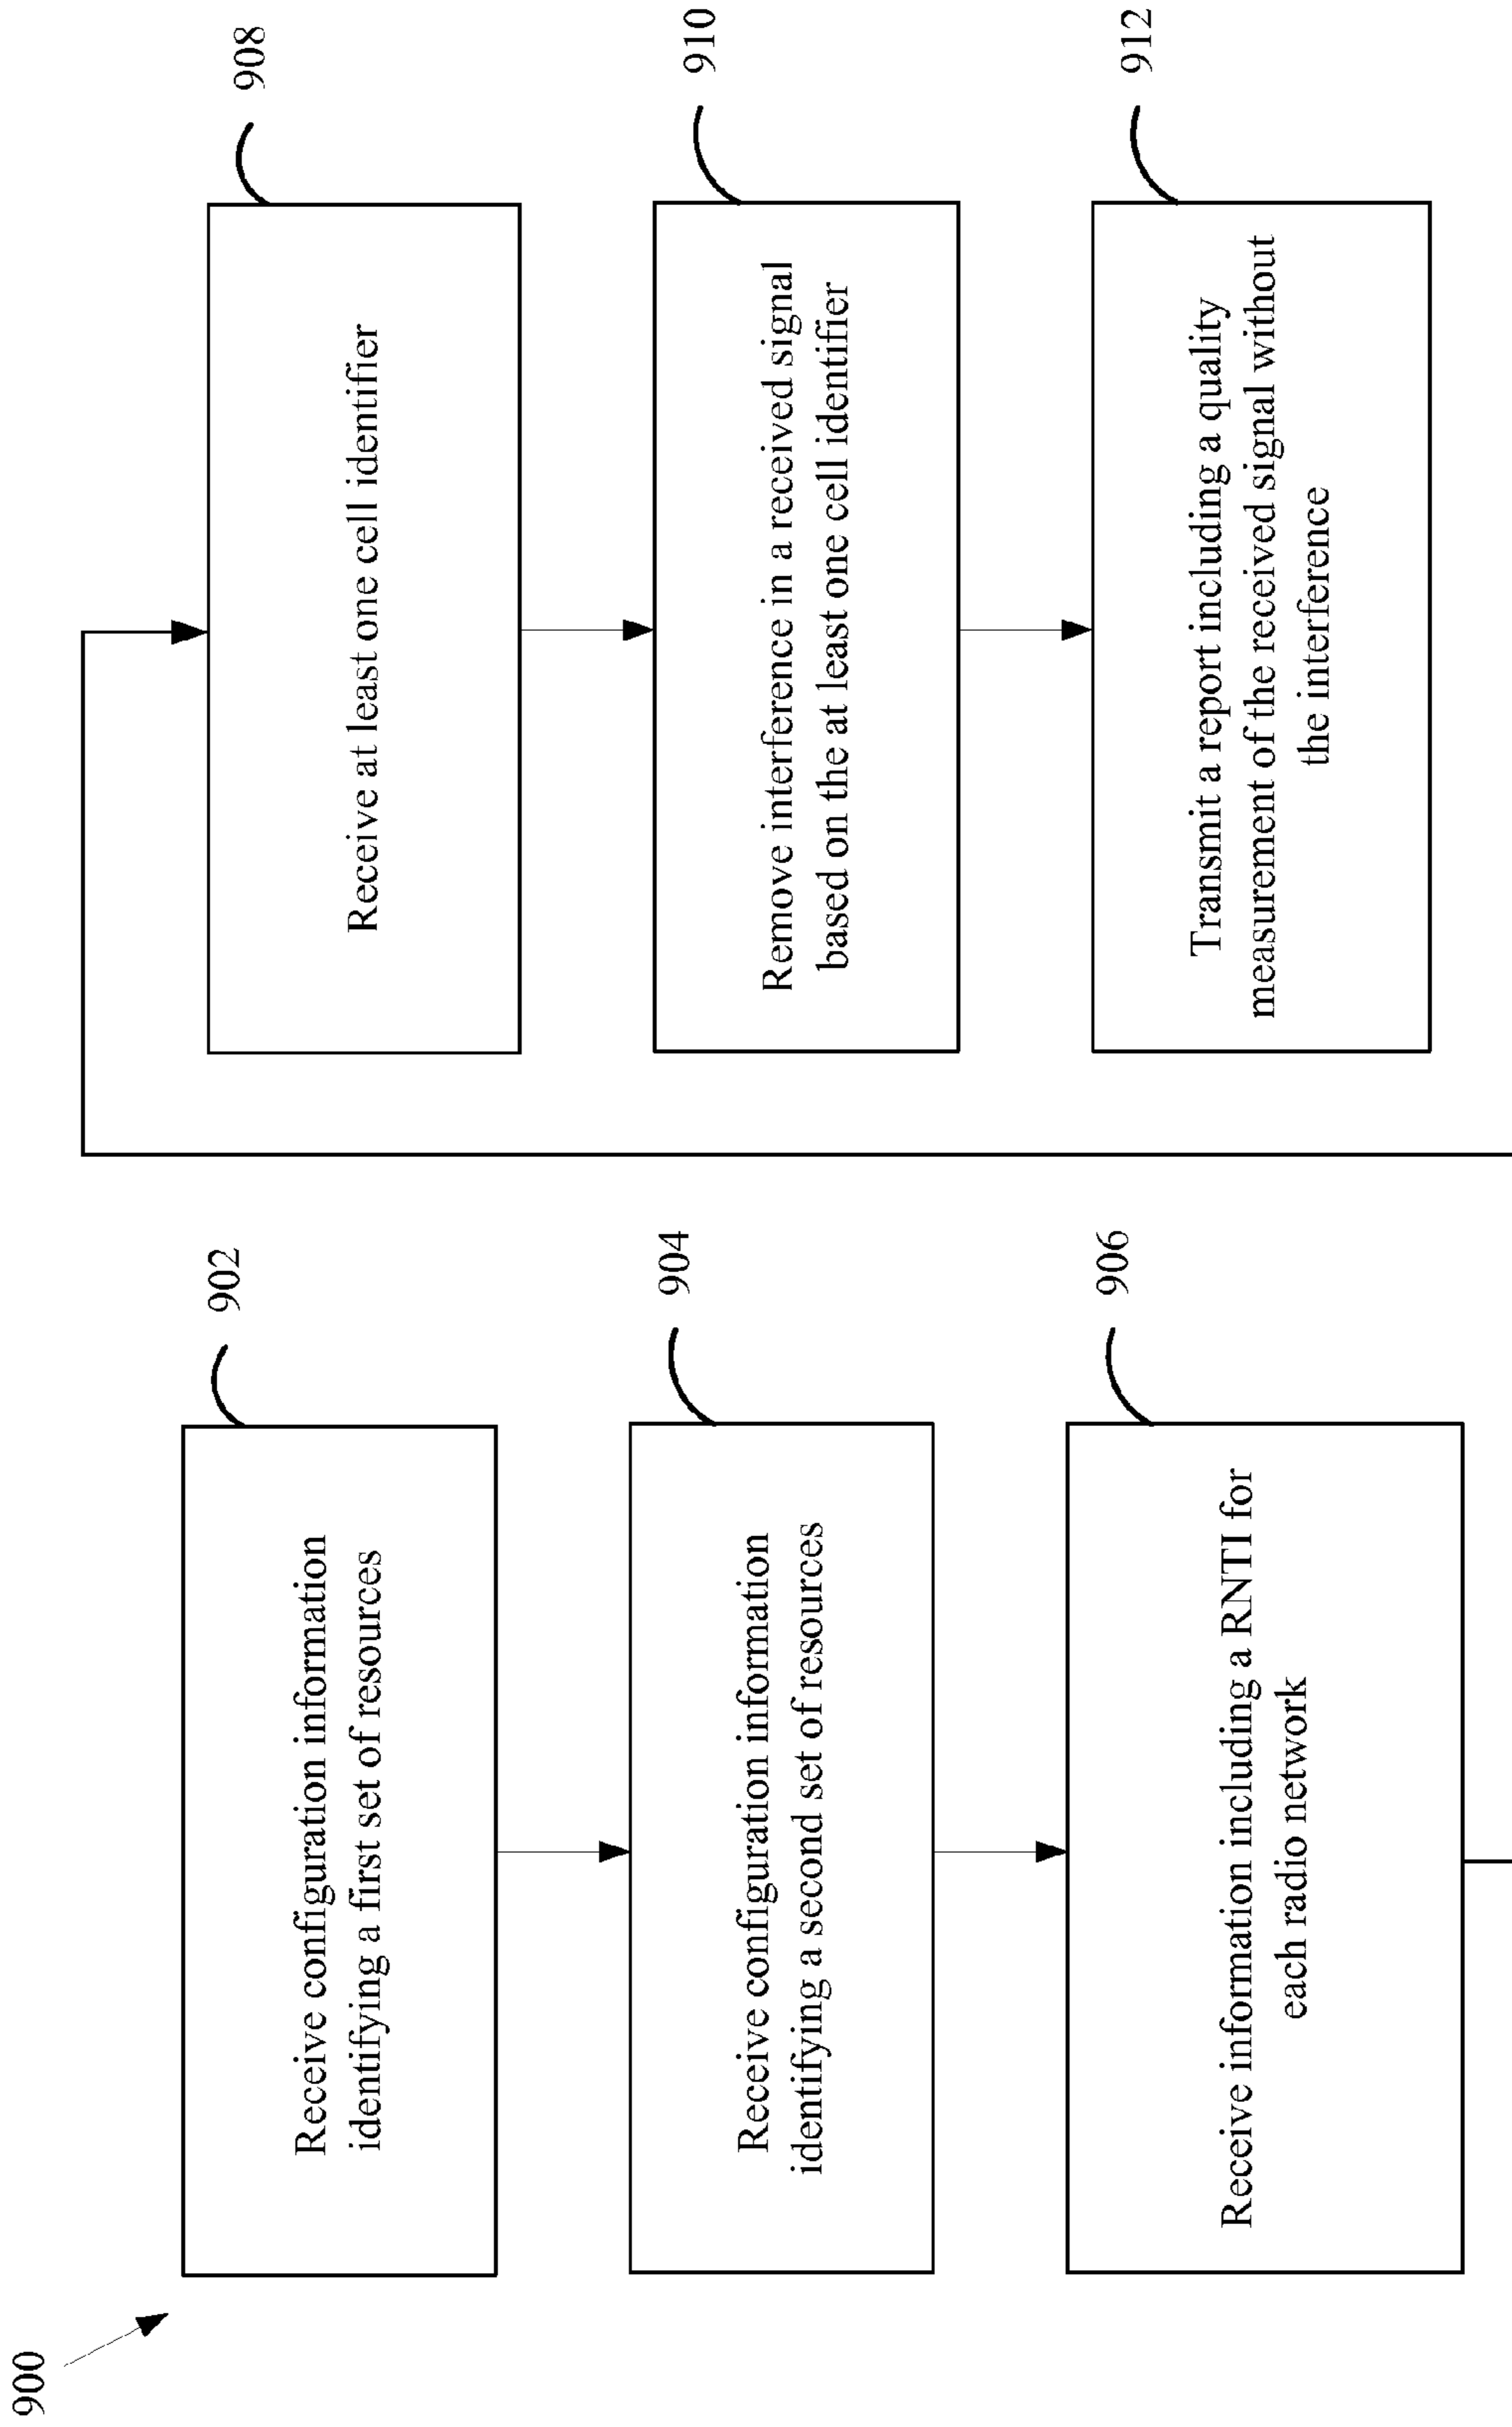 900
902
Receive configuration information
identifying a first set of resources
904
Receive configuration information
identifying a second set of resources
906
Receive information including a RNTI for
each radio network
908
Receive at least one cell identifier
910
Remove interference in a received signal
based on the at least one cell identifier
912
Transmit a report including a quality
measurement of the received signal without
the interference